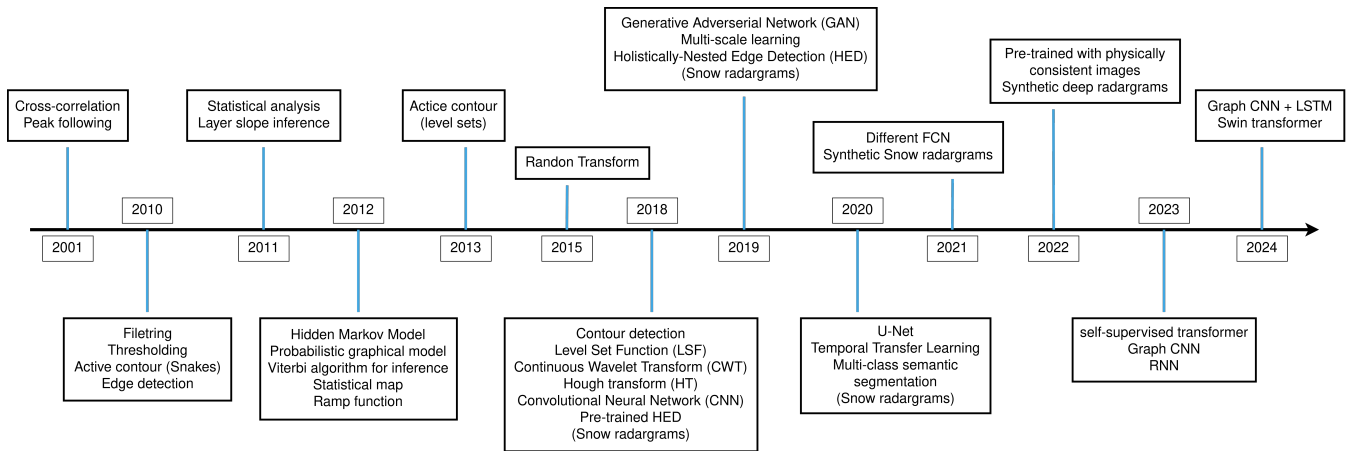 Generative Adverserial Network (GAN)
Multi-scale learning
Holistically-Nested Edge Detection (HED)
(Snow radargrams)
Pre-trained with physically
consistent images
Synthetic deep radargrams
Cross-correlation
Peak following
Statistical analysis
Layer slope inference
Actice contour
(level sets)
Graph CNN + LSTM
Swin transformer
Different FCN
Synthetic Snow radargrams
Randon Transform
2010
2012
2018
2020
2023
2001
2011
2013
2015
2019
2021
2022
2024
Filetring
Thresholding
Active contour (Snakes)
Edge detection
Hidden Markov Model
Probabilistic graphical model
Viterbi algorithm for inference
Statistical map
Ramp function
Contour detection
Level Set Function (LSF)
Continuous Wavelet Transform (CWT)
Hough transform (HT)
Convolutional Neural Network (CNN)
Pre-trained HED
(Snow radargrams)
U-Net
Temporal Transfer Learning
Multi-class semantic
segmentation
(Snow radargrams)
self-supervised transformer
Graph CNN
RNN